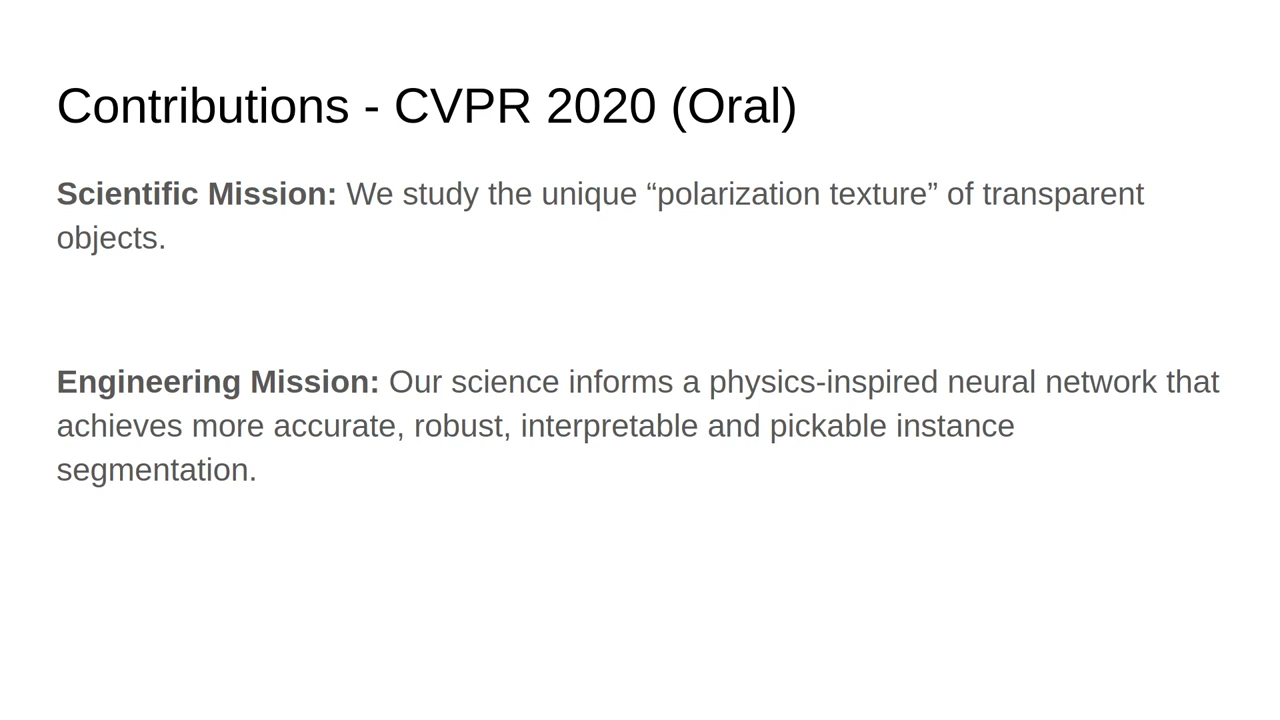 Contributions - CVPR 2020 (Oral)
Scientific Mission: We study the unique “polarization texture” of transparent
objects.
Engineering Mission: Our science informs a physics-inspired neural network that
achieves more accurate, robust, interpretable and pickable instance
segmentation.